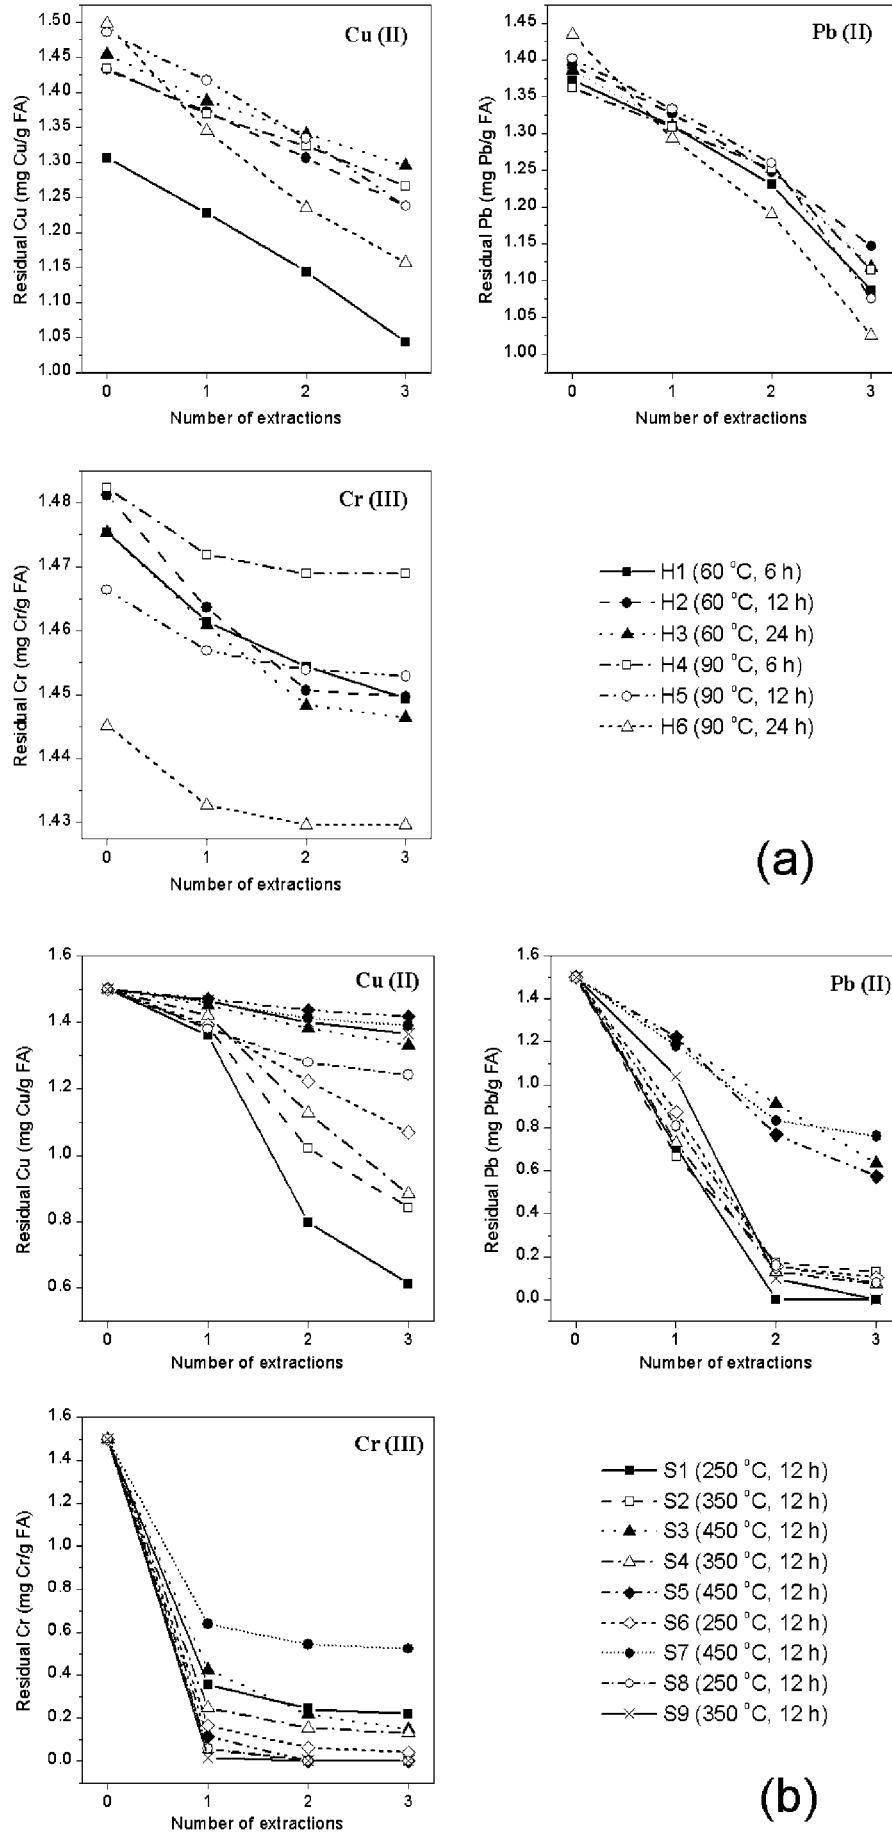 Cu (II)
Residual Cu (mg Cu/g FA)
1.50
1.45
1.40
1.35
1.30
1.25
1.20
1.15
1.10
1.05
1.00
0 1 2 3
Number of extractions
Pb (II)
Residual Pb (mg Pb/g FA)
1.45
1.40
1.35
1.30
1.25
1.20
1.15
1.10
1.05
1.00
0 1 2 3
Number of extractions
Cr (III)
Residual Cr (mg Cr/g FA)
1.48
1.47
1.46
1.45
1.44
1.43
0 1 2 3
Number of extractions
H1 (60 °C, 6 h)
H2 (60 °C, 12 h)
H3 (60 °C, 24 h)
H4 (90 °C, 6 h)
H5 (90 °C, 12 h)
H6 (90 °C, 24 h)
(a)
Cu (II)
Residual Cu (mg Cu/g FA)
1.6
1.4
1.2
1.0
0.8
0.6
0 1 2 3
Number of extractions
Pb (II)
Residual Pb (mg Pb/g FA)
1.6
1.4
1.2
1.0
0.8
0.6
0.4
0.2
0.0
0 1 2 3
Number of extractions
Cr (III)
Residual Cr (mg Cr/g FA)
1.6
1.4
1.2
1.0
0.8
0.6
0.4
0.2
0.0
0 1 2 3
Number of extractions
S1 (250 °C, 12 h)
S2 (350 °C, 12 h)
S3 (450 °C, 12 h)
S4 (350 °C, 12 h)
S5 (450 °C, 12 h)
S6 (250 °C, 12 h)
S7 (450 °C, 12 h)
S8 (250 °C, 12 h)
S9 (350 °C, 12 h)
(b)